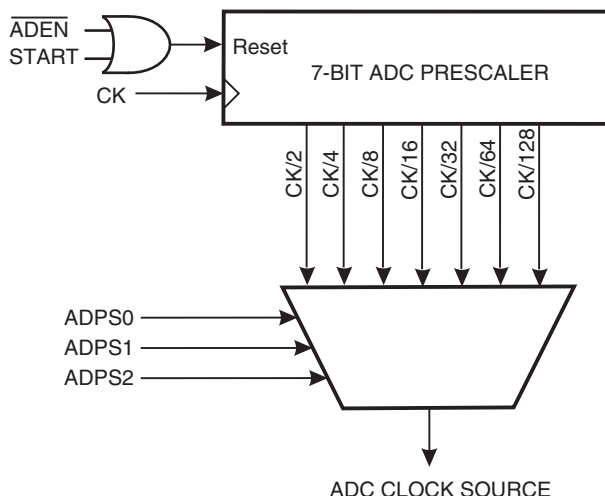 ADEN
START
Reset
7-BIT ADC PRESCALER
CK
CK/2
CK/4
CK/8
CK/16
CK/32
CK/64
CK/128
ADPS0
ADPS1
ADPS2
ADC CLOCK SOURCE